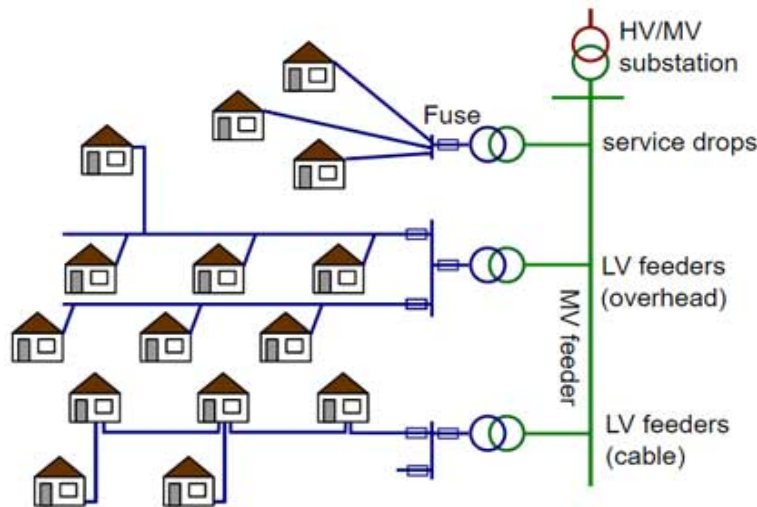 HV/MV
substation
Fuse
service drops
LV feeders
(overhead)
MV feeder
LV feeders
(cable)